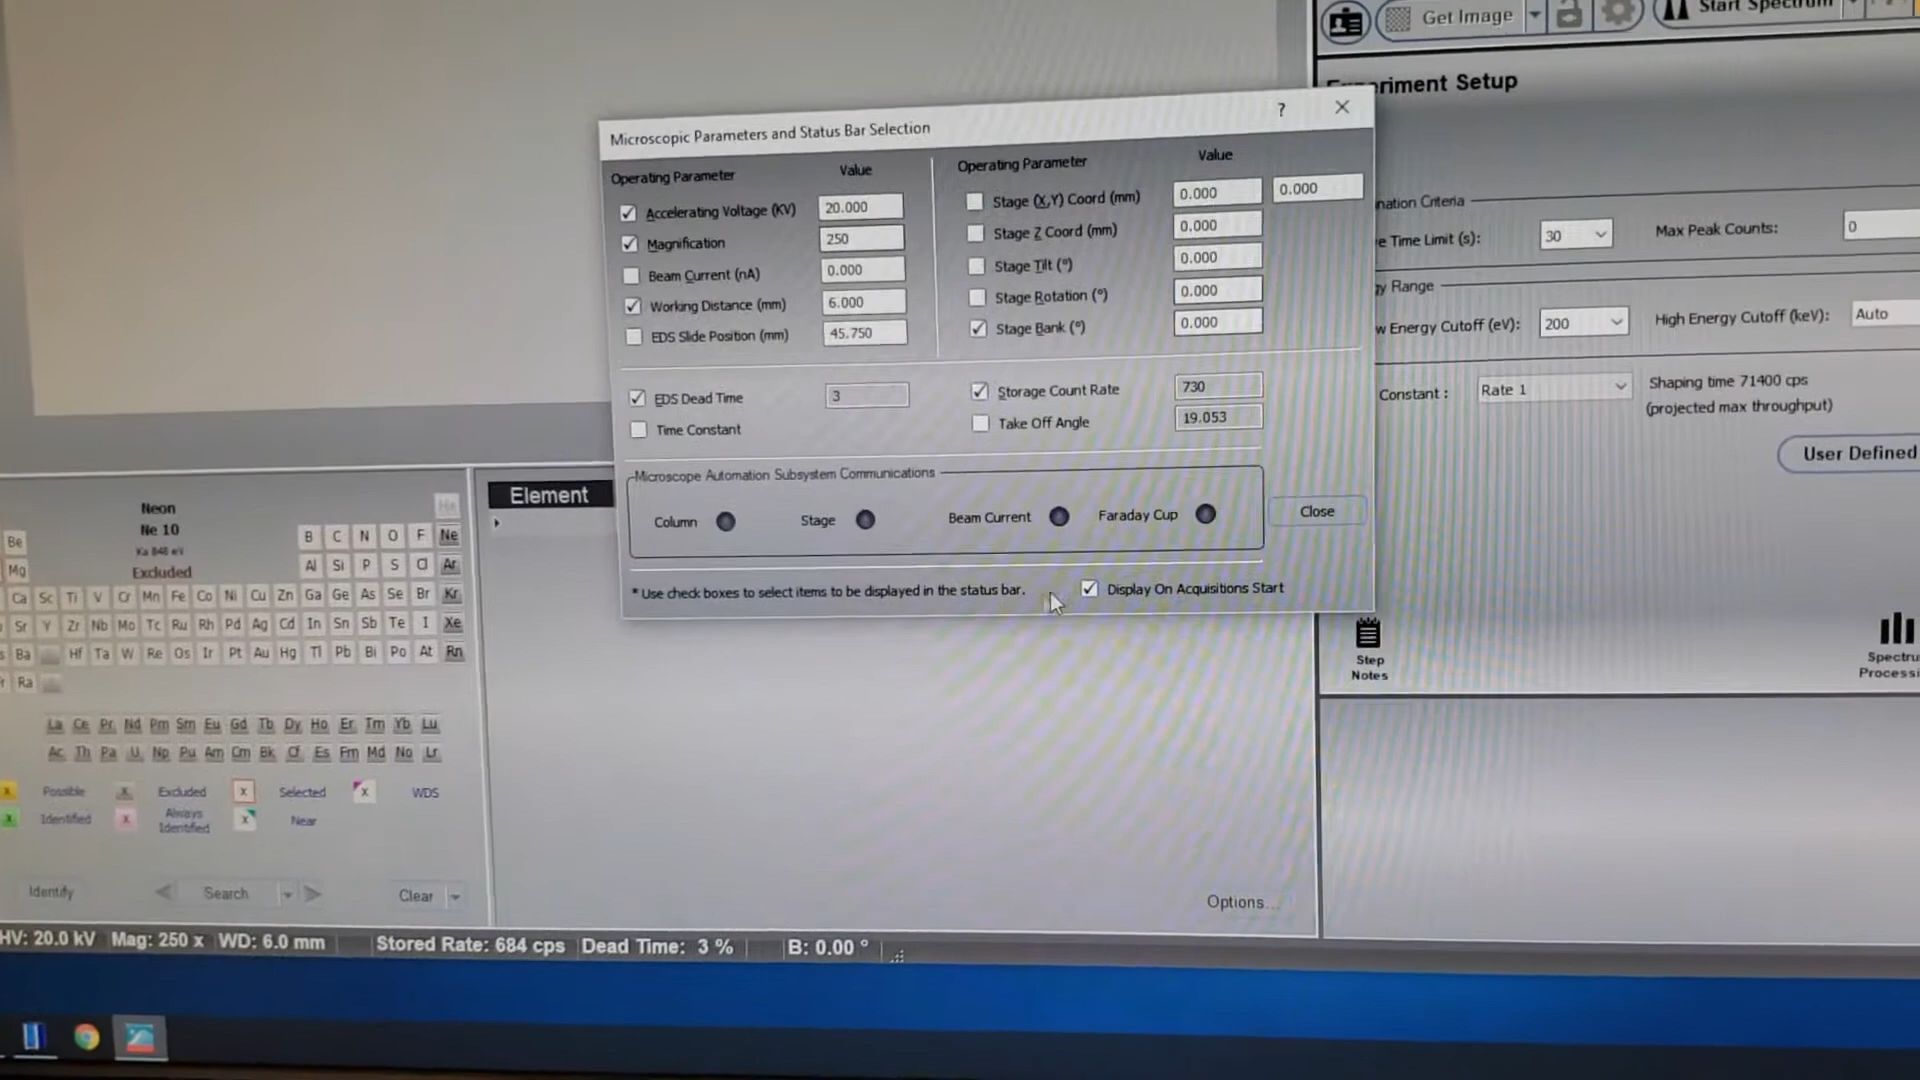 Get Image
Start Spectrum
Experiment Setup
Microscopic Parameters and Status Bar Selection
?
Operating Parameter Value
Accelerating Voltage (KV) 20.000
Magnification 250
Beam Current (nA) 0.000
Working Distance (mm) 6.000
EDS Slide Position (mm) 45.750
Operating Parameter Value
Stage (X,Y) Coord (mm) 0.000 0.000
Stage Z Coord (mm) 0.000
Stage Tilt (°) 0.000
Stage Rotation (°) 0.000
Stage Bank (°) 0.000
EDS Dead Time 3
Time Constant
Storage Count Rate 730
Take Off Angle 19.053
Microscope Automation Subsystem Communications
Column Stage Beam Current Faraday Cup
Close
* Use check boxes to select items to be displayed in the status bar.
Display On Acquisitions Start
nation Criteria
e Time Limit (s): 30 Max Peak Counts: 0
gy Range
w Energy Cutoff (eV): 200 High Energy Cutoff (keV): Auto
Constant : Rate 1 Shaping time 71400 cps
(projected max throughput)
User Defined
Step
Notes
Spectru
Processi
Element
Neon
Ne 10
Ka 848 eV
Excluded
B C N O F Ne
Be
Al Si P S Cl Ar
Mg
Ca Sc Ti V Cr Mn Fe Co Ni Cu Zn Ga Ge As Se Br Kr
Sr Y Zr Nb Mo Tc Ru Rh Pd Ag Cd In Sn Sb Te I Xe
Ba Hf Ta W Re Os Ir Pt Au Hg Tl Pb Bi Po At Rn
Ra
La Ce Pr Nd Pm Sm Eu Gd Tb Dy Ho Er Tm Yb Lu
Ac Th Pa U Np Pu Am Cm Bk Cf Es Fm Md No Lr
x Possible x Excluded x Selected x WDS
x Identified x Always Identified x Near
Identify Search Clear
Options...
HV: 20.0 kV Mag: 250 x WD: 6.0 mm Stored Rate: 684 cps Dead Time: 3 % B: 0.00 °